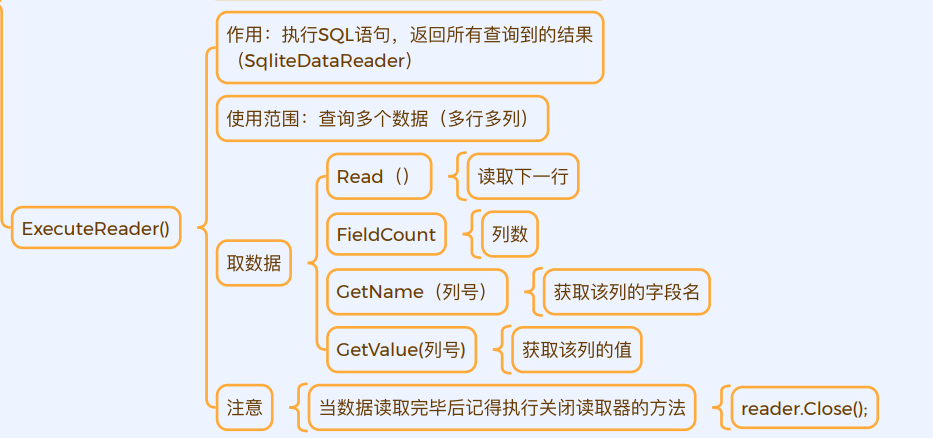 作用：执行SQL语句，返回所有查询到的结果
（SqliteDataReader）
使用范围：查询多个数据（多行多列）
ExecuteReader()
取数据
Read（）
读取下一行
FieldCount
列数
GetName（列号）
获取该列的字段名
GetValue(列号)
获取该列的值
注意
当数据读取完毕后记得执行关闭读取器的方法
reader.Close();